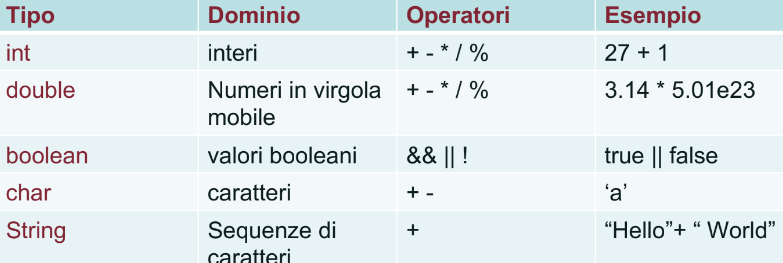 Tipo Dominio Operatori Esempio
int interi + - * / % 27 + 1
double Numeri in virgola + - * / % 3.14 * 5.01e23
mobile
boolean valori booleani && || ! true || false
char caratteri + - ‘a’
String Sequenze di + “Hello”+ “ World”
caratteri